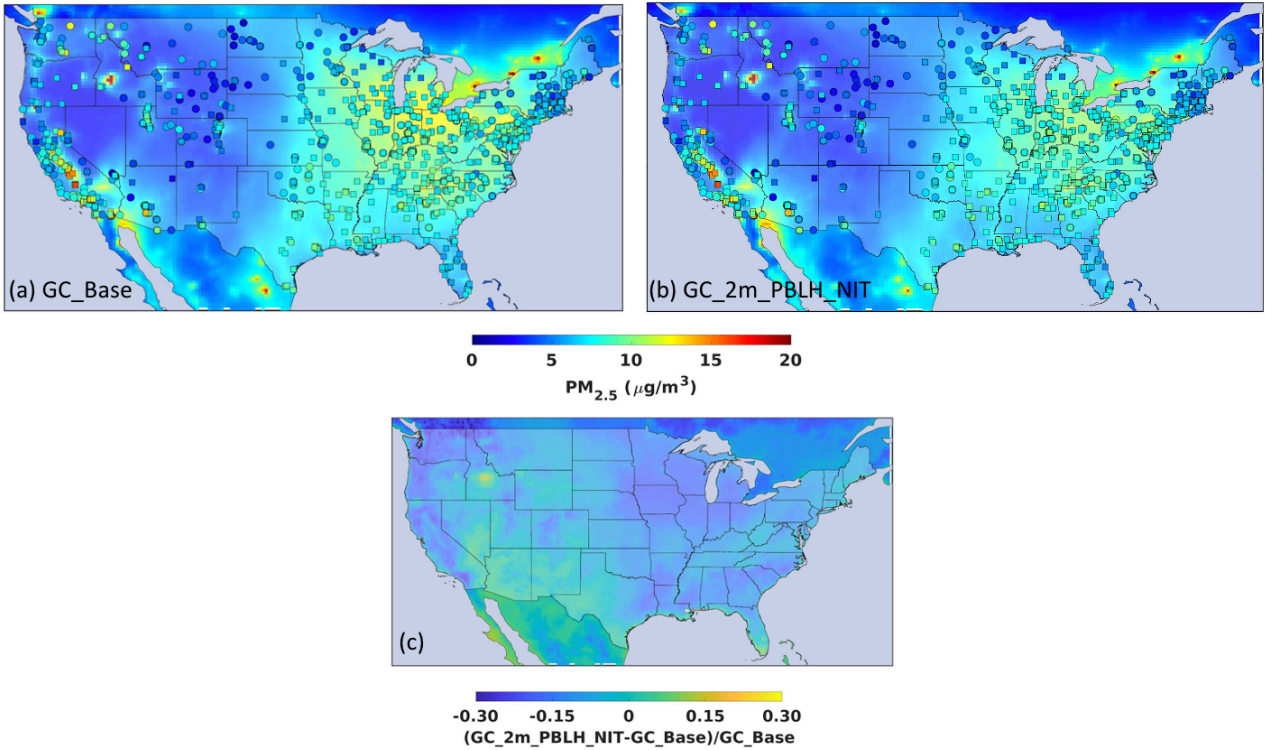 (a) GC_Base
(b) GC_2m_PBLH_NIT
0 5 10 15 20
PM2.5 (μg/m3)
(c)
-0.30 -0.15 0 0.15 0.30
(GC_2m_PBLH_NIT-GC_Base)/GC_Base